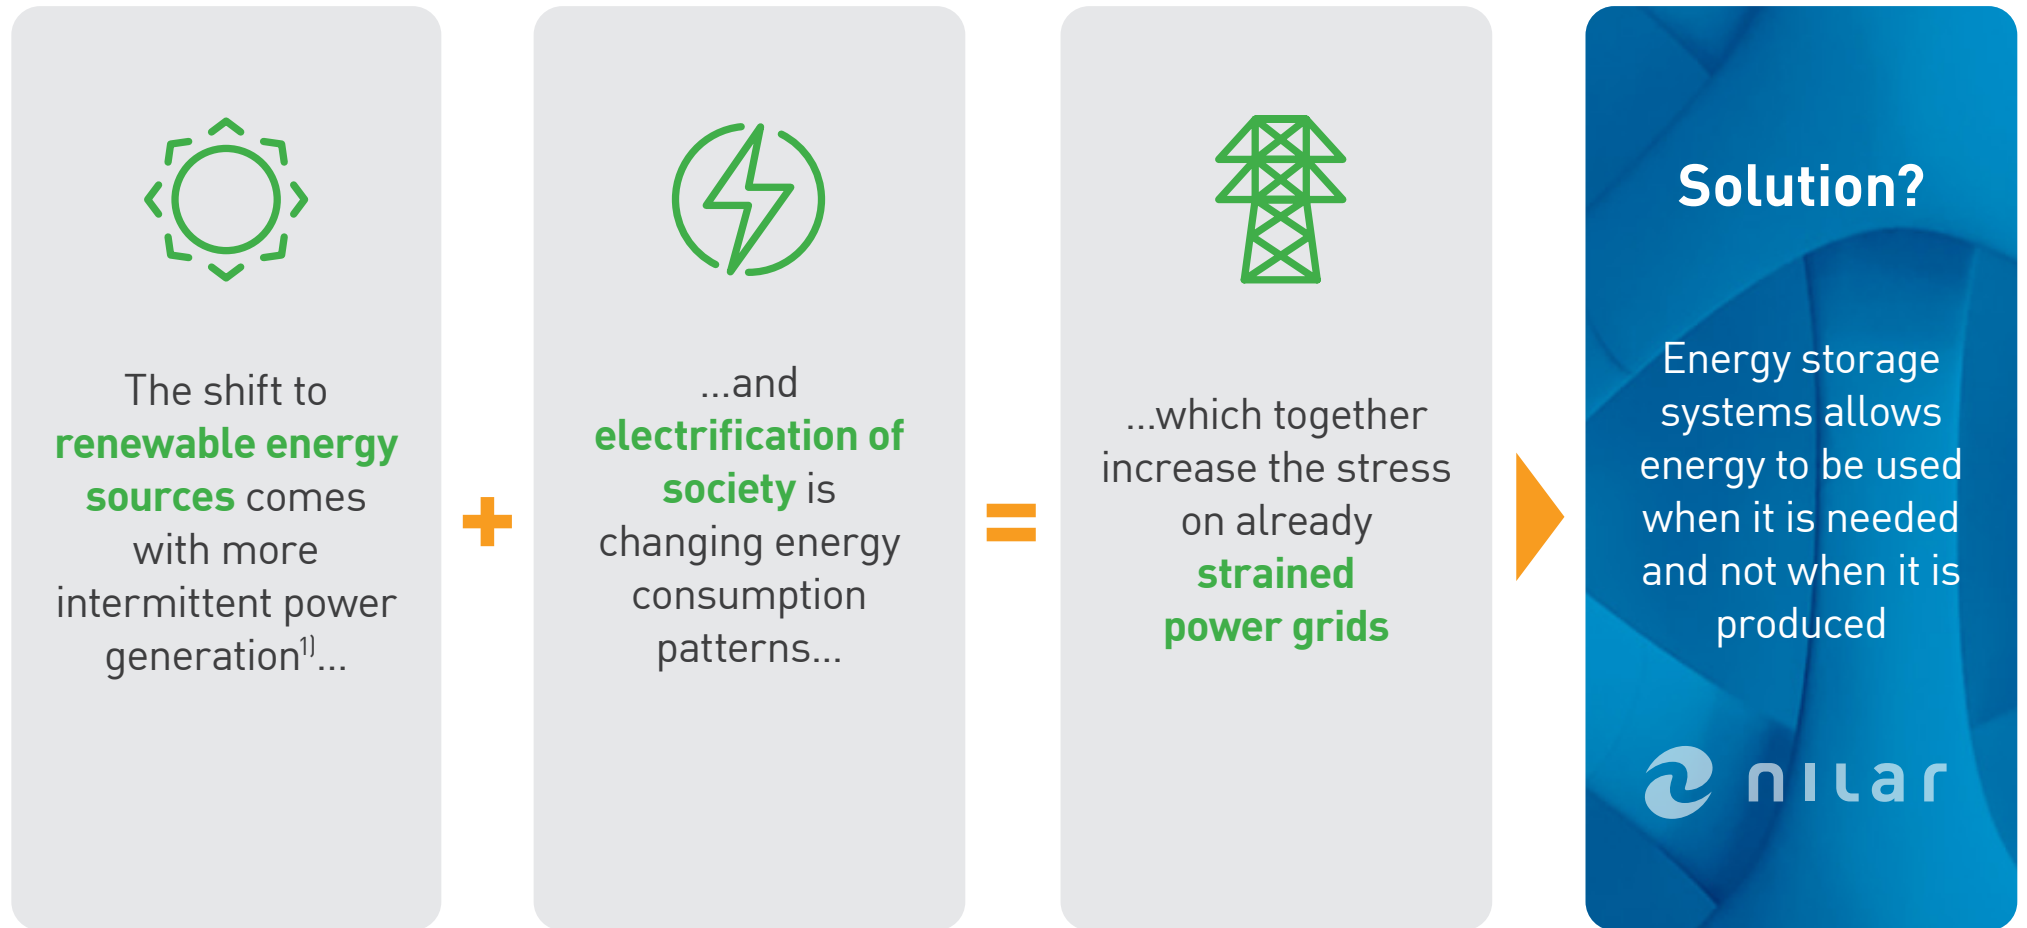 The shift to
renewable energy
sources comes
with more
intermittent power
generation1)...
+
...and
electrification of
society is
changing energy
consumption
patterns...
=
...which together
increase the stress
on already
strained
power grids
Solution?
Energy storage
systems allows
energy to be used
when it is needed
and not when it is
produced
nilar